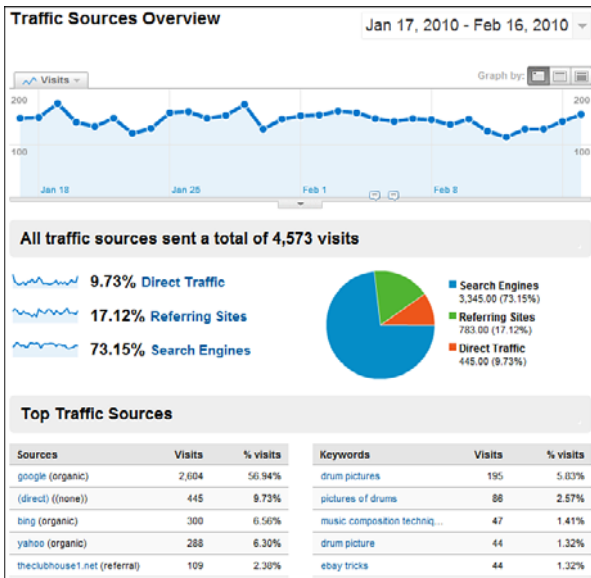 Traffic Sources Overview
Jan 17, 2010 - Feb 16, 2010
Visits
Graph by:
200 200
100 100
Jan 18 Jan 25 Feb 1 Feb 8
All traffic sources sent a total of 4,573 visits
9.73% Direct Traffic
17.12% Referring Sites
73.15% Search Engines
Search Engines
3,345.00 (73.15%)
Referring Sites
783.00 (17.12%)
Direct Traffic
445.00 (9.73%)
Top Traffic Sources
Sources Visits % visits
google (organic) 2,604 56.94%
(direct) ((none)) 445 9.73%
bing (organic) 300 6.56%
yahoo (organic) 288 6.30%
theclubhouse1.net (referral) 109 2.38%
Keywords Visits % visits
drum pictures 195 5.83%
pictures of drums 86 2.57%
music composition techniq... 47 1.41%
drum picture 44 1.32%
ebay tricks 44 1.32%